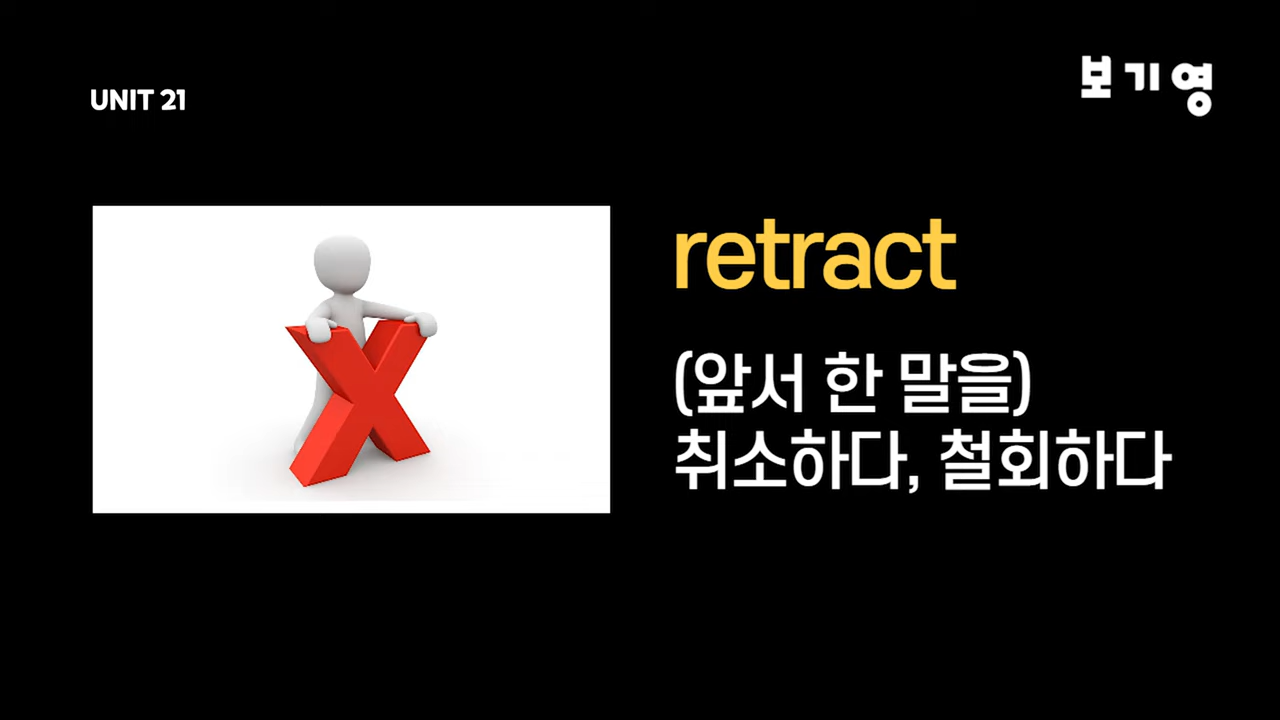 UNIT 21
보기영
retract
(앞서 한 말을)
취소하다, 철회하다